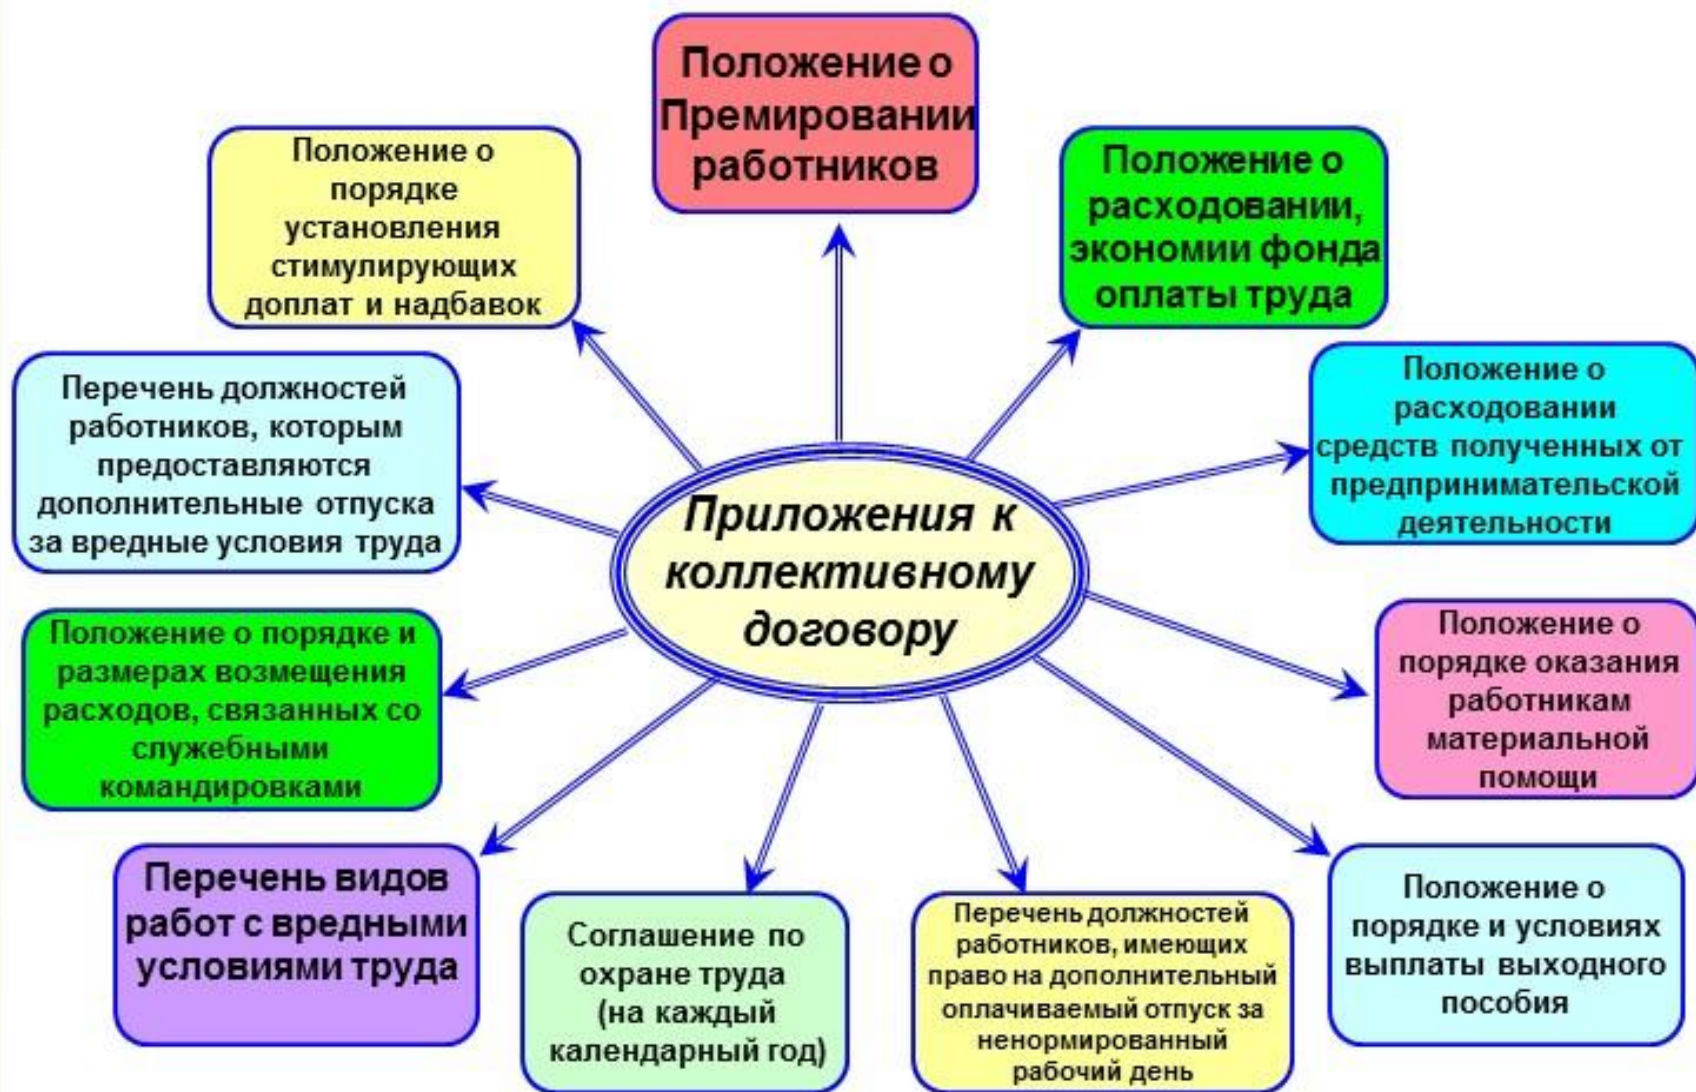 Положение о
Премировании
работников
Положение о
порядке
установления
стимулирующих
доплат и надбавок
Положение о
расходовании,
экономии фонда
оплаты труда
Перечень должностей
работников, которым
предоставляются
дополнительные отпуска
за вредные условия труда
Положение о
расходовании
средств полученных от
предпринимательской
деятельности
Приложения к
коллективному
договору
Положение о порядке и
размерах возмещения
расходов, связанных со
служебными
командировками
Положение о
порядке оказания
работникам
материальной
помощи
Перечень видов
работ с вредными
условиями труда
Соглашение по
охране труда
(на каждый
календарный год)
Перечень должностей
работников, имеющих
право на дополнительный
оплачиваемый отпуск за
ненормированный
рабочий день
Положение о
порядке и условиях
выплаты выходного
пособия